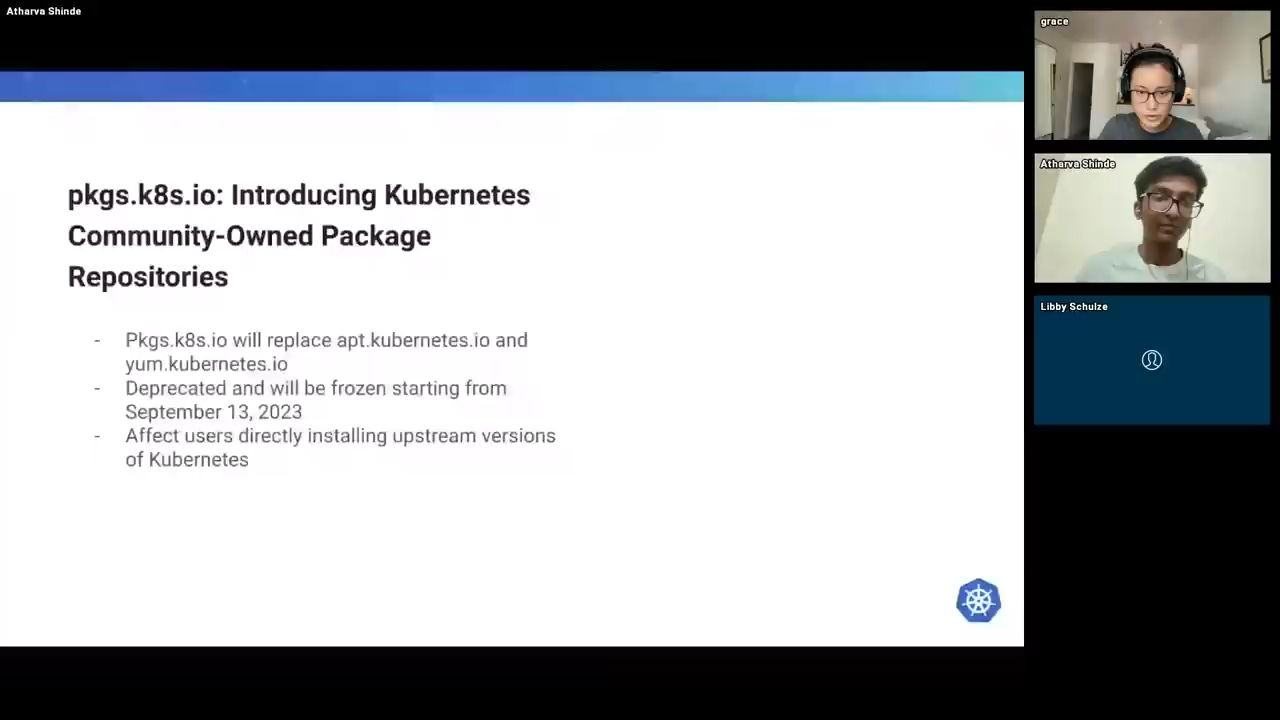 Atharva Shinde
pkgs.k8s.io: Introducing Kubernetes
Community-Owned Package
Repositories
- Pkgs.k8s.io will replace apt.kubernetes.io and
yum.kubernetes.io
- Deprecated and will be frozen starting from
September 13, 2023
- Affect users directly installing upstream versions
of Kubernetes
grace
Atharva Shinde
Libby Schulze